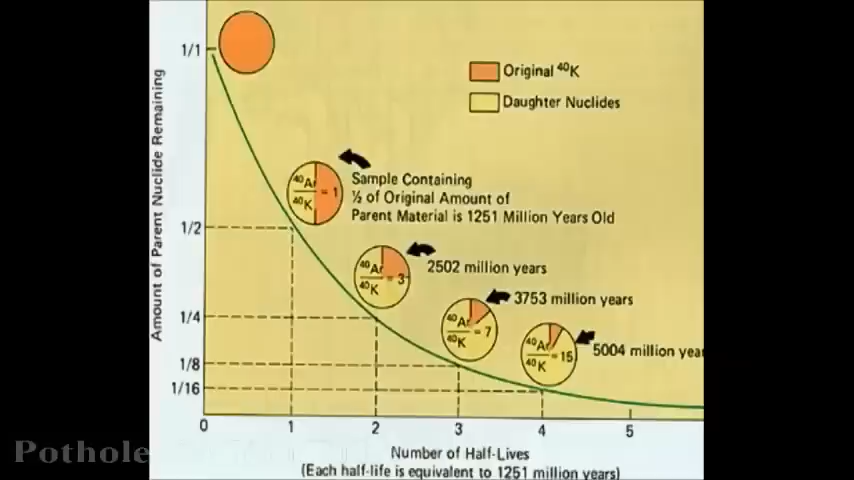 1/1
Original ⁴⁰K
Daughter Nuclides
Amount of Parent Nuclide Remaining
⁴⁰Ar
⁴⁰K
= 1
Sample Containing
½ of Original Amount of
Parent Material is 1251 Million Years Old
1/2
⁴⁰Ar
⁴⁰K
= 3
2502 million years
3753 million years
⁴⁰Ar
⁴⁰K
= 7
1/4
⁴⁰Ar
⁴⁰K
= 15
5004 million year
1/8
1/16
0 1 2 3 4 5
Number of Half-Lives
(Each half-life is equivalent to 1251 million years)
Pothole